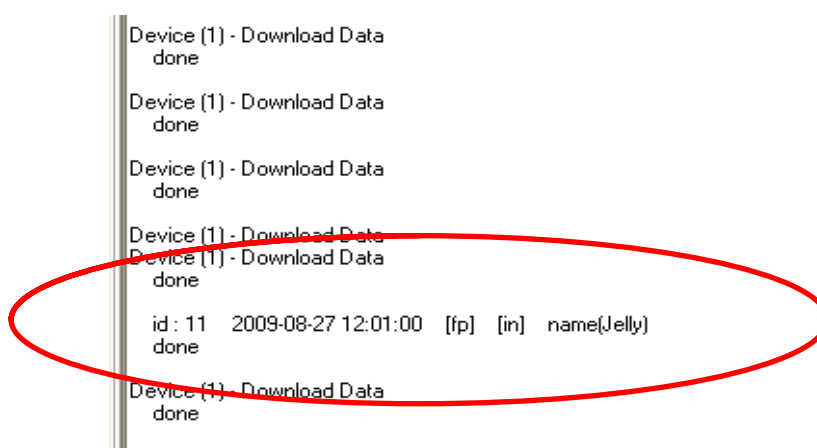 Device (1) - Download Data
done
Device (1) - Download Data
done
Device (1) - Download Data
done
Device (1) - Download Data
Device (1) - Download Data
done
id : 11 2009-08-27 12:01:00 [fp] [in] name(Jelly)
done
Device (1) - Download Data
done